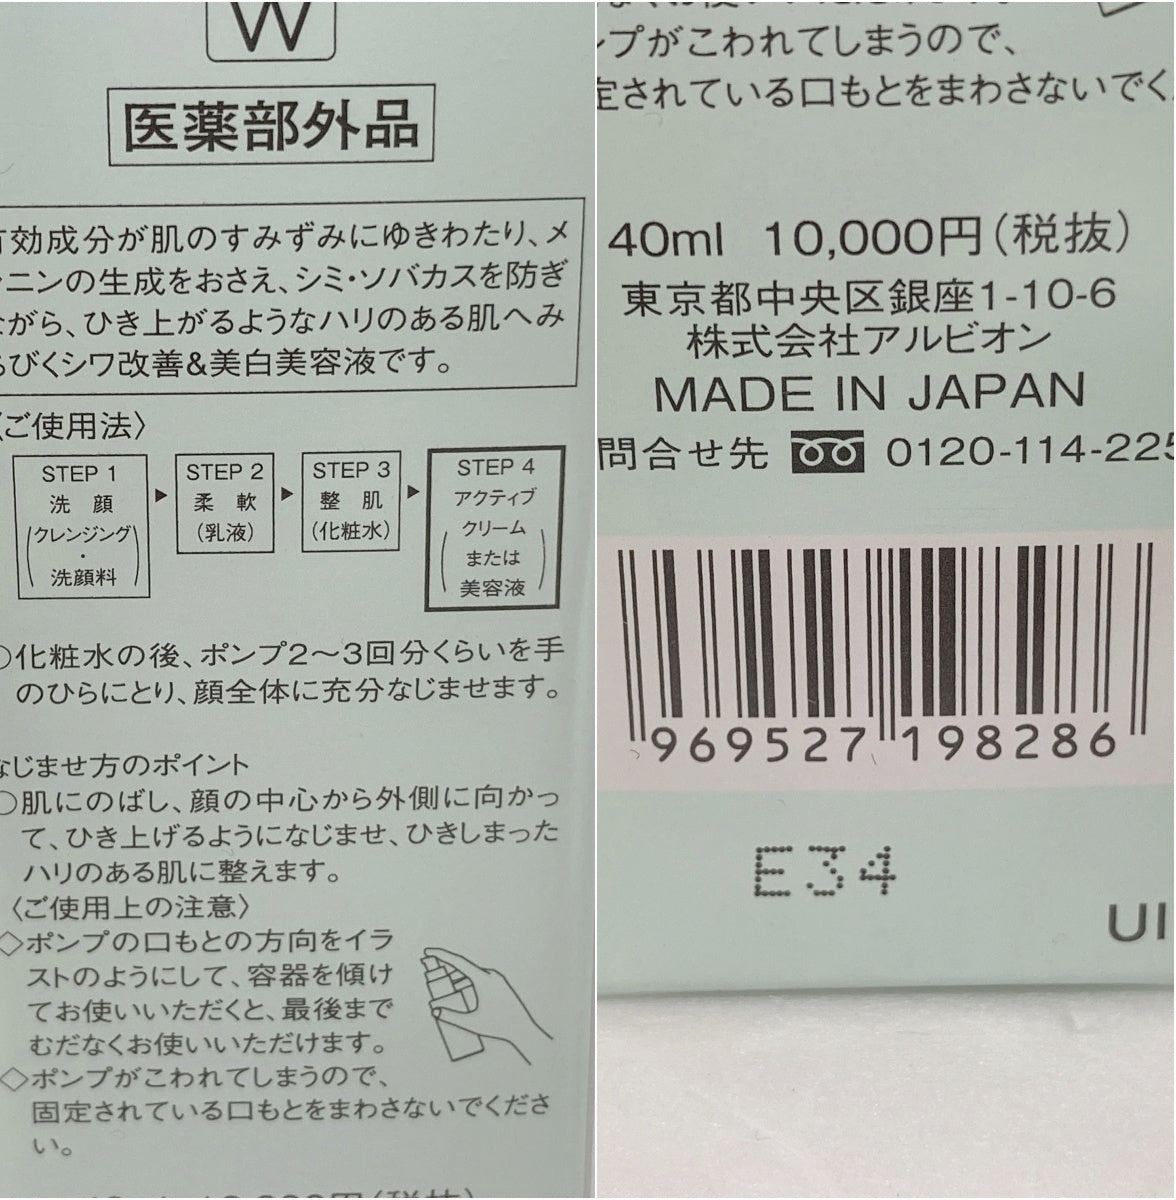 W
医薬部外品
有効成分が肌のすみずみにゆきわたり、メ
ラニンの生成をおさえ、シミ・ソバカスを防ぎ
ながら、ひき上がるようなハリのある肌へみ
ちびくシワ改善&美白美容液です。
〈ご使用法〉
STEP 1
洗 顔
(クレンジング・洗顔料)
STEP 2
柔 軟
(乳液)
STEP 3
整 肌
(化粧水)
STEP 4
アクティブ
クリーム
または
美容液
○化粧水の後、ポンプ2〜3回分くらいを手
のひらにとり、顔全体に充分なじませます。
なじませ方のポイント
○肌にのばし、顔の中心から外側に向かっ
て、ひき上げるようになじませ、ひきしまった
ハリのある肌に整えます。
〈ご使用上の注意〉
◇ポンプの口もとの方向をイラ
ストのようにして、容器を傾け
てお使いいただくと、最後まで
むだなくお使いいただけます。
◇ポンプがこわれてしまうので、
固定されている口もとをまわさないでくださ
い。
ンプがこわれてしまうので、
定されている口もとをまわさないでく
40ml 10,000円(税抜)
東京都中央区銀座1-10-6
株式会社アルビオン
MADE IN JAPAN
問合せ先 0120-114-225
969527 198286
E34
UI